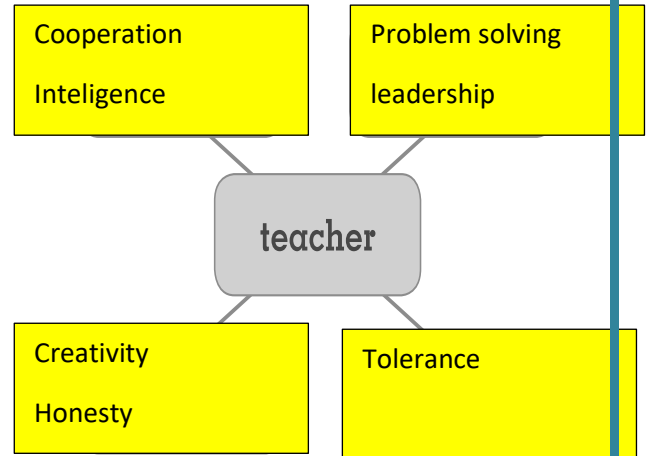 Cooperation
Inteligence
Problem solving
leadership
teacher
Creativity
Honesty
Tolerance